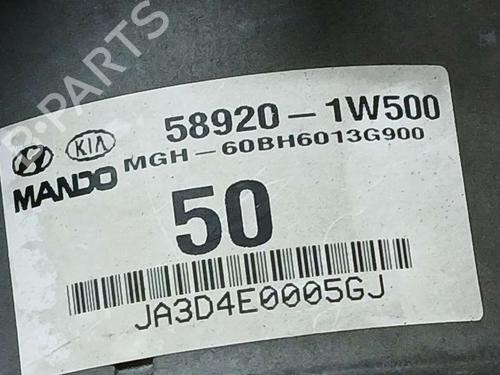 58920-1W500
KIA
MGH-60BH6013G900
MANDO
50
JA3D4E0005GJ
B-PARTS